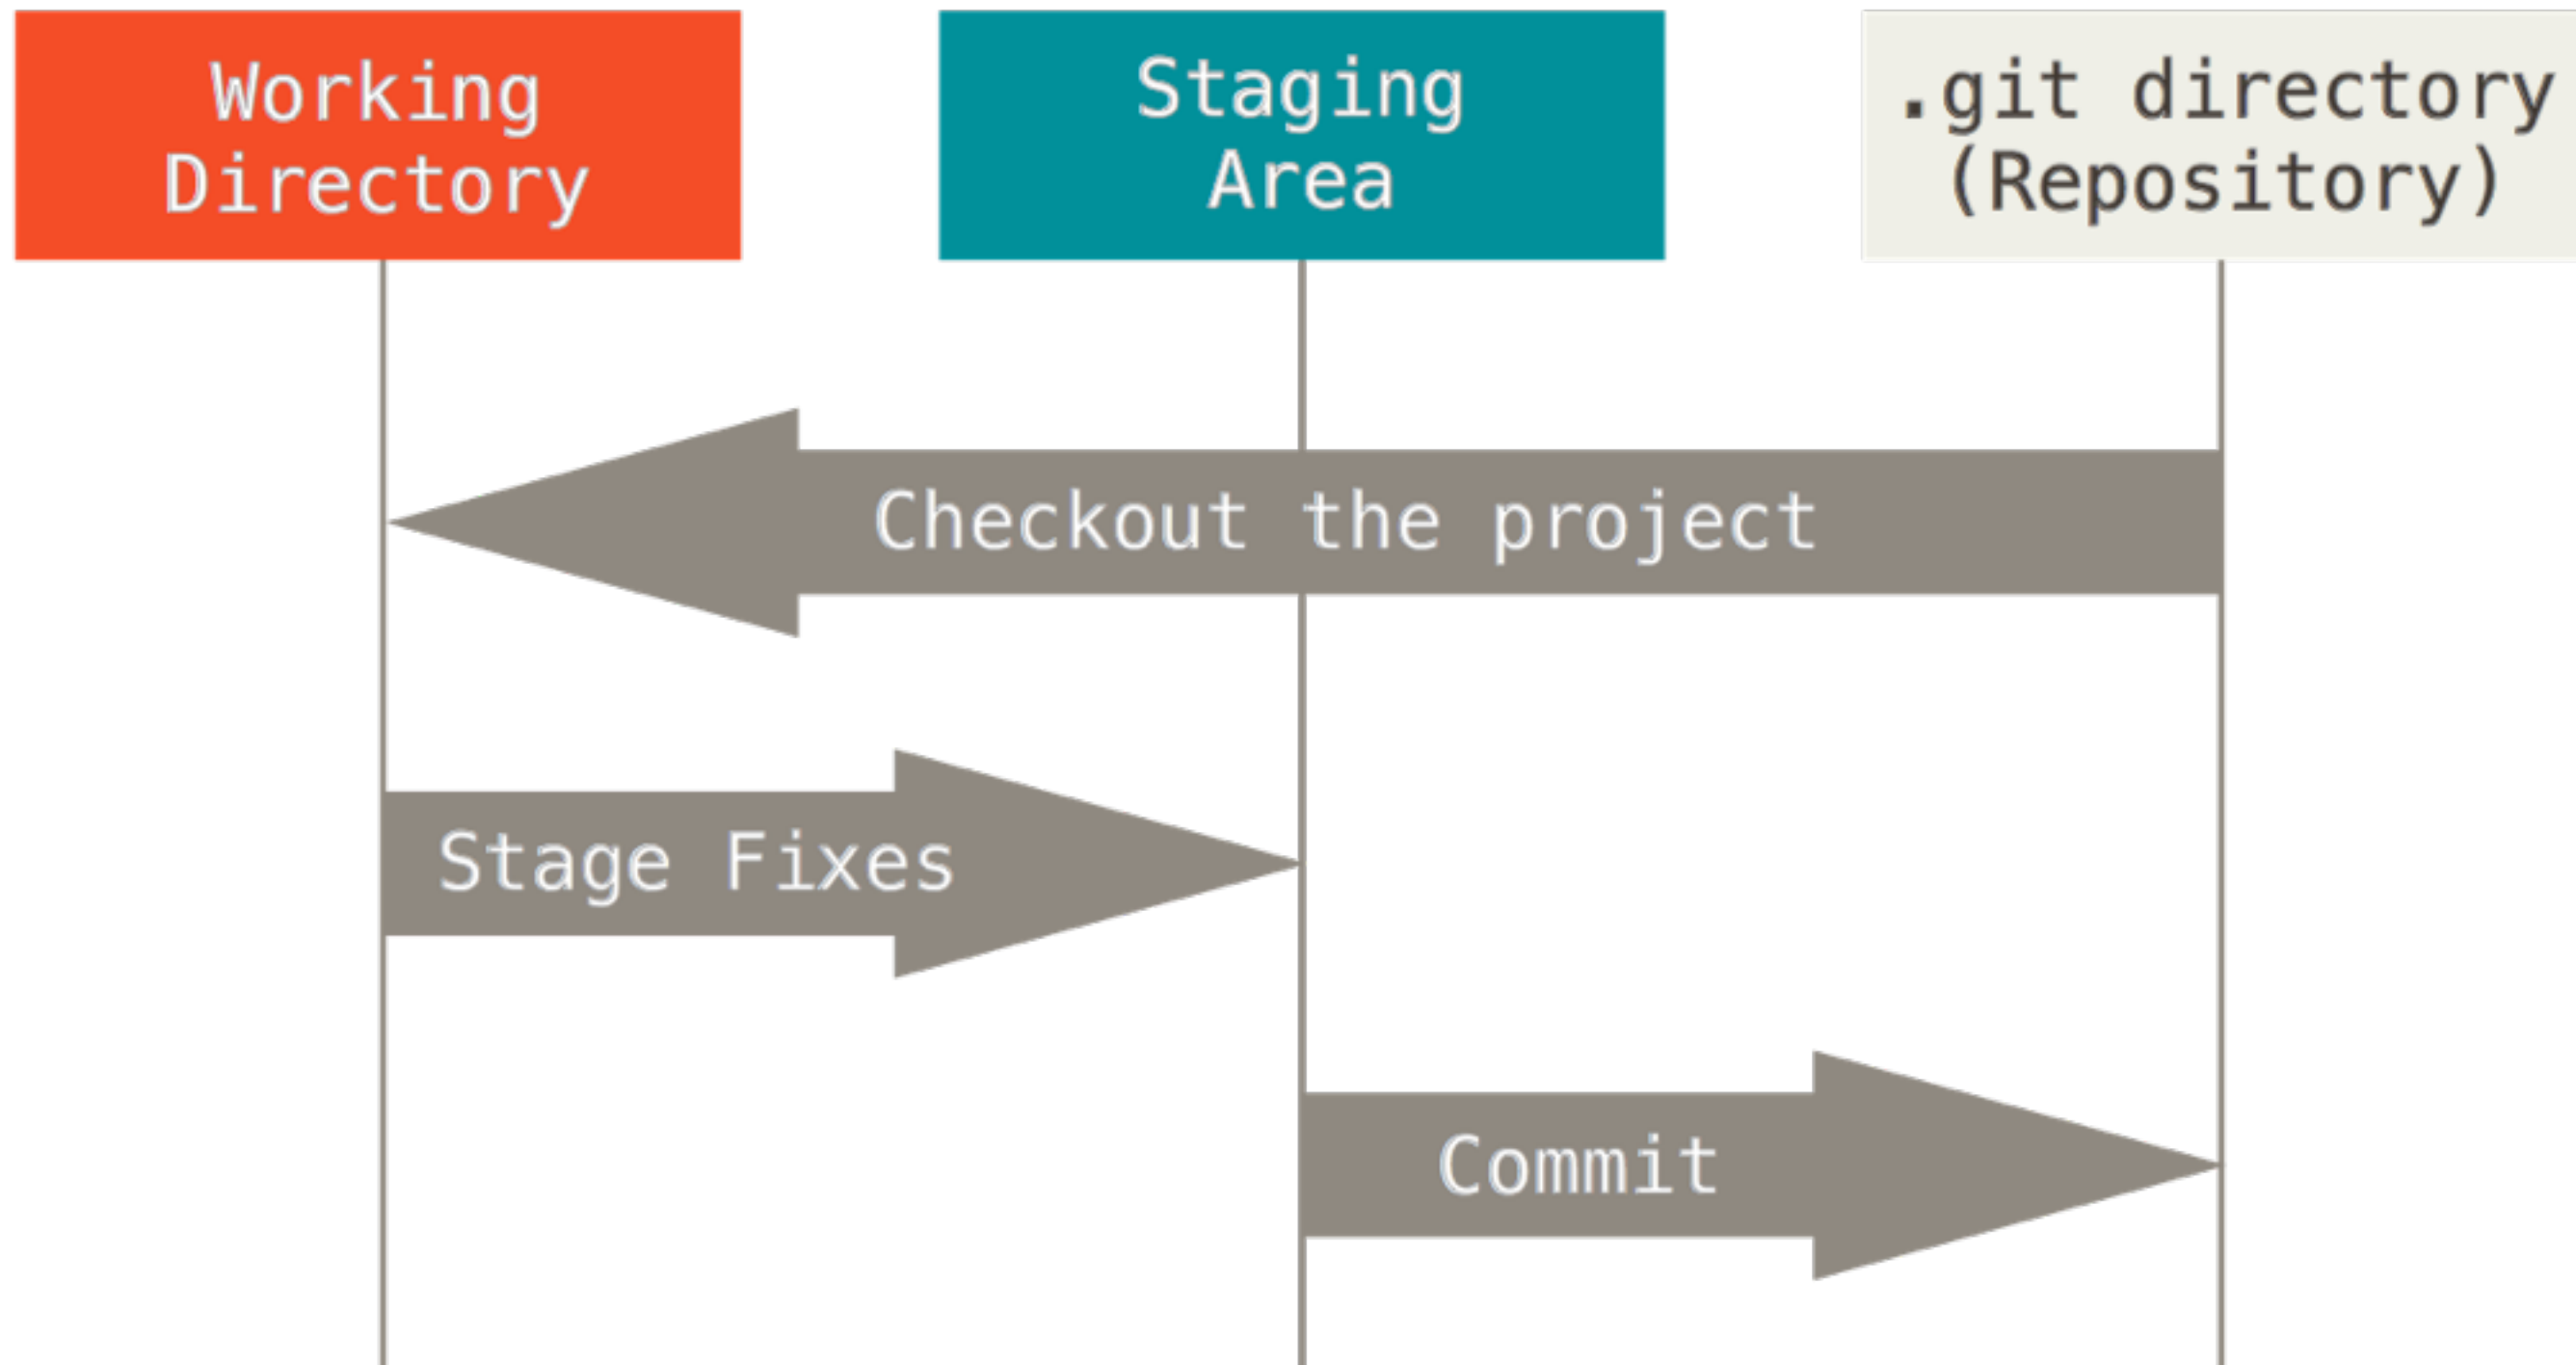 Working
Directory
Staging
Area
.git directory
(Repository)
Checkout the project
Stage Fixes
Commit